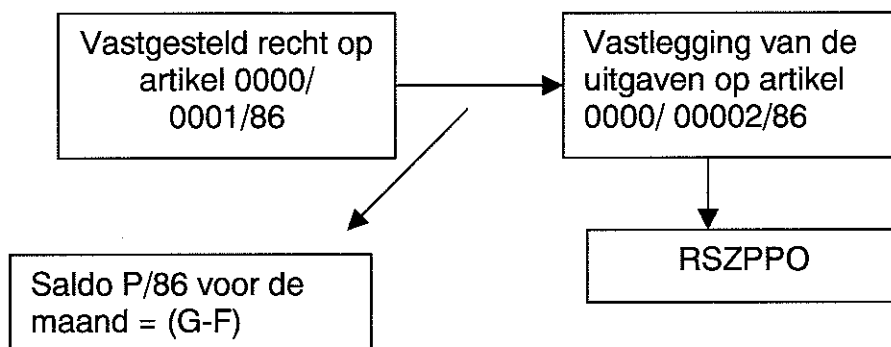 Vastgesteld recht op
artikel 0000/
0001/86
Vastlegging van de
uitgaven op artikel
0000/ 00002/86
RSZPPO
Saldo P/86 voor de
maand = (G-F)